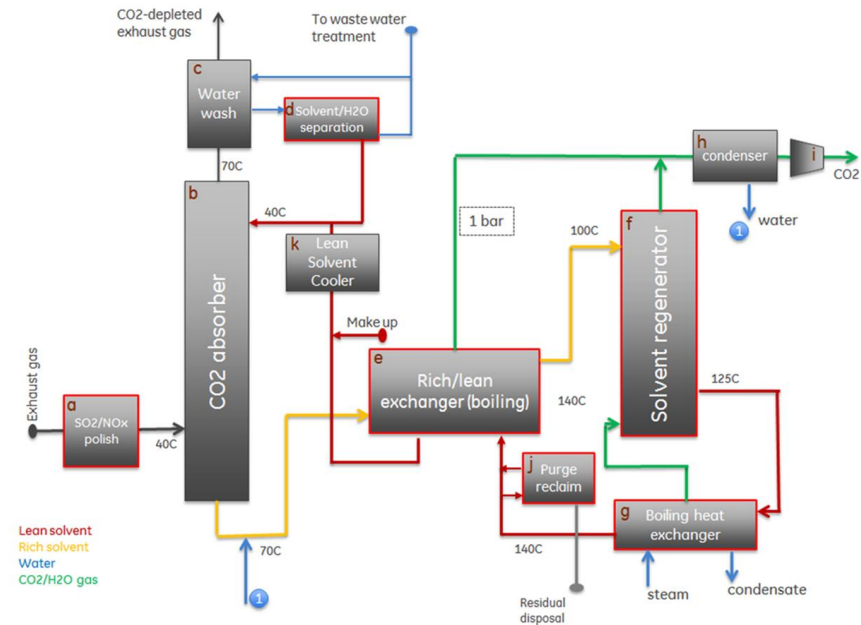 CO2-depleted
exhaust gas
To waste water
treatment
c
Water
wash
d
Solvent/H2O
separation
70C
b
CO2 absorber
40C
k
Lean
Solvent
Cooler
Make up
1 bar
h
condenser
i
CO2
1
water
100C
f
Solvent regenerator
e
Rich/lean
exchanger (boiling)
140C
125C
Exhaust gas
a
SO2/NOx
polish
40C
j
Purge
reclaim
g
Boiling heat
exchanger
140C
70C
Lean solvent
Rich solvent
Water
CO2/H2O gas
1
steam
condensate
Residual
disposal